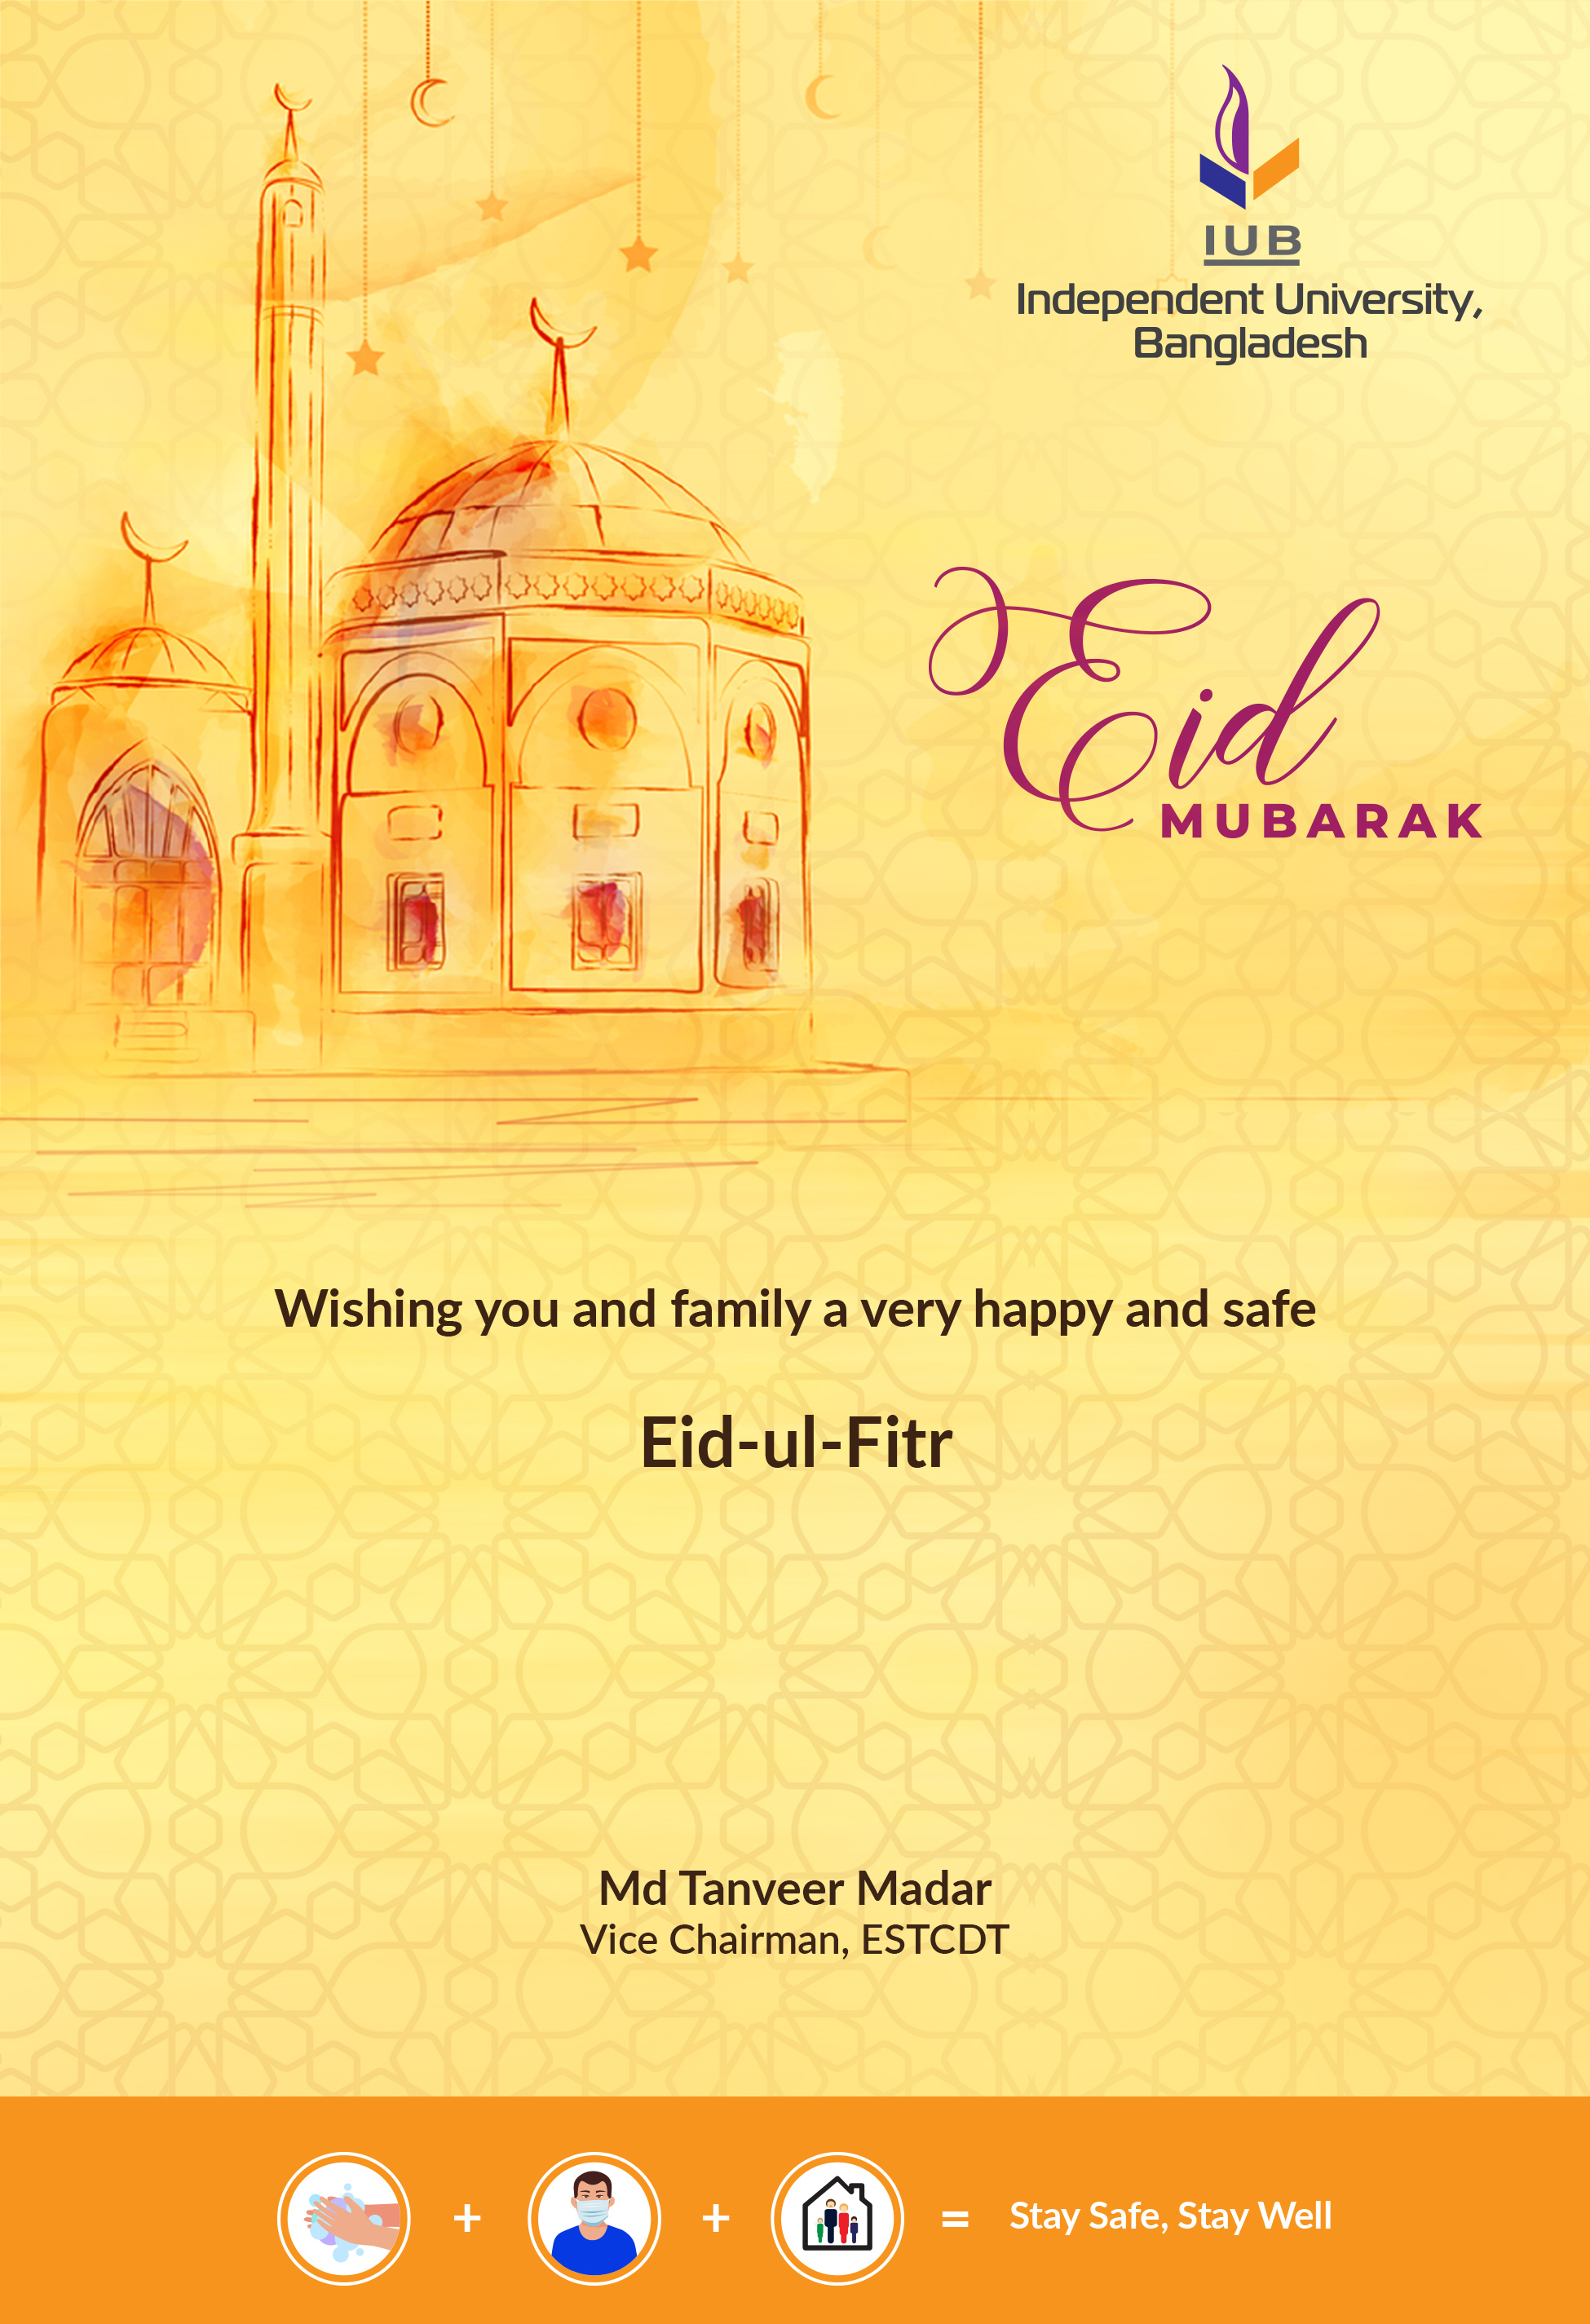 IUB
Independent University,
Bangladesh
Eid
MUBARAK
Wishing you and family a very happy and safe
Eid-ul-Fitr
Md Tanveer Madar
Vice Chairman, ESTCDT
+ + = Stay Safe, Stay Well